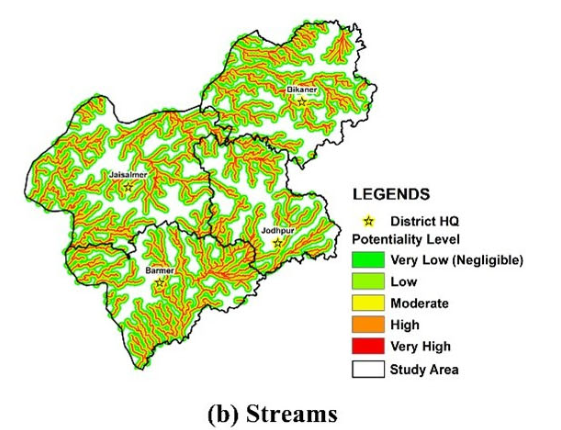 Bikaner
Jaisalmer
Jodhpur
Barmer
LEGENDS
District HQ
Potentiality Level
Very Low (Negligible)
Low
Moderate
High
Very High
Study Area
(b) Streams